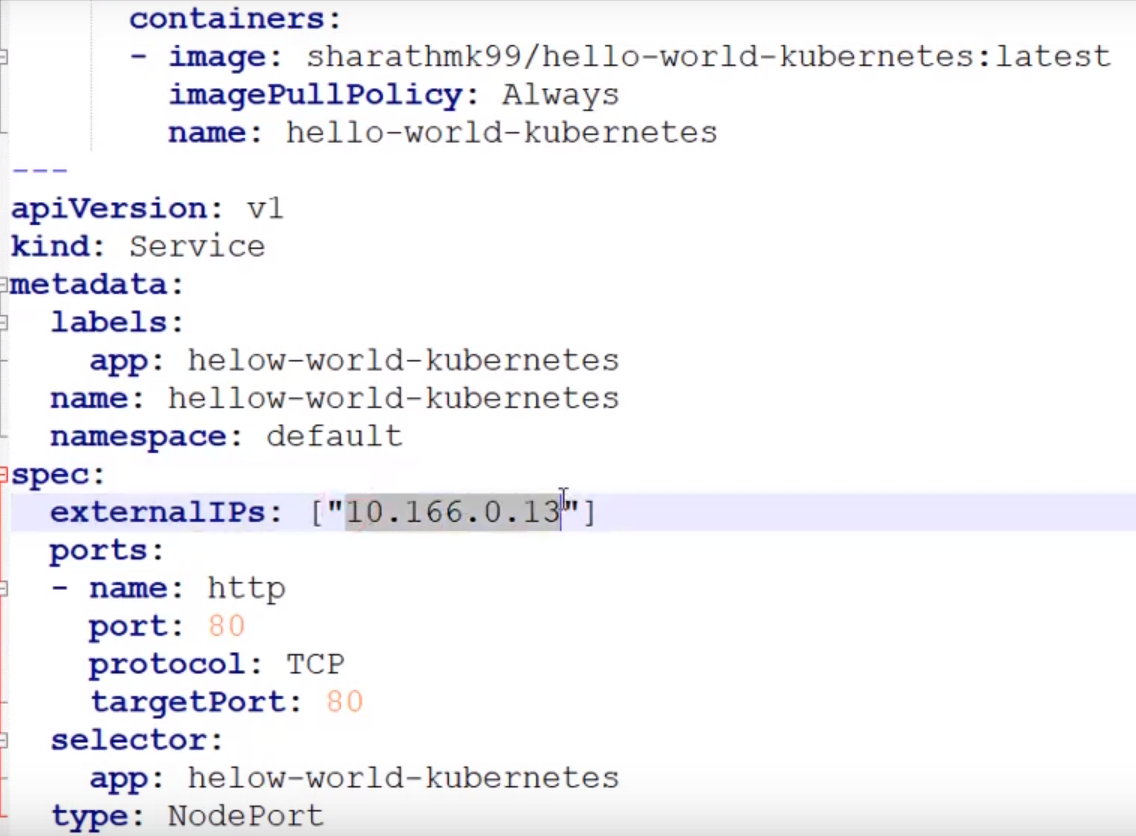 containers:
- image: sharathmk99/hello-world-kubernetes:latest
imagePullPolicy: Always
name: hello-world-kubernetes
---
apiVersion: v1
kind: Service
metadata:
labels:
app: helow-world-kubernetes
name: hellow-world-kubernetes
namespace: default
spec:
externalIPs: ["10.166.0.13"]
ports:
- name: http
port: 80
protocol: TCP
targetPort: 80
selector:
app: helow-world-kubernetes
type: NodePort